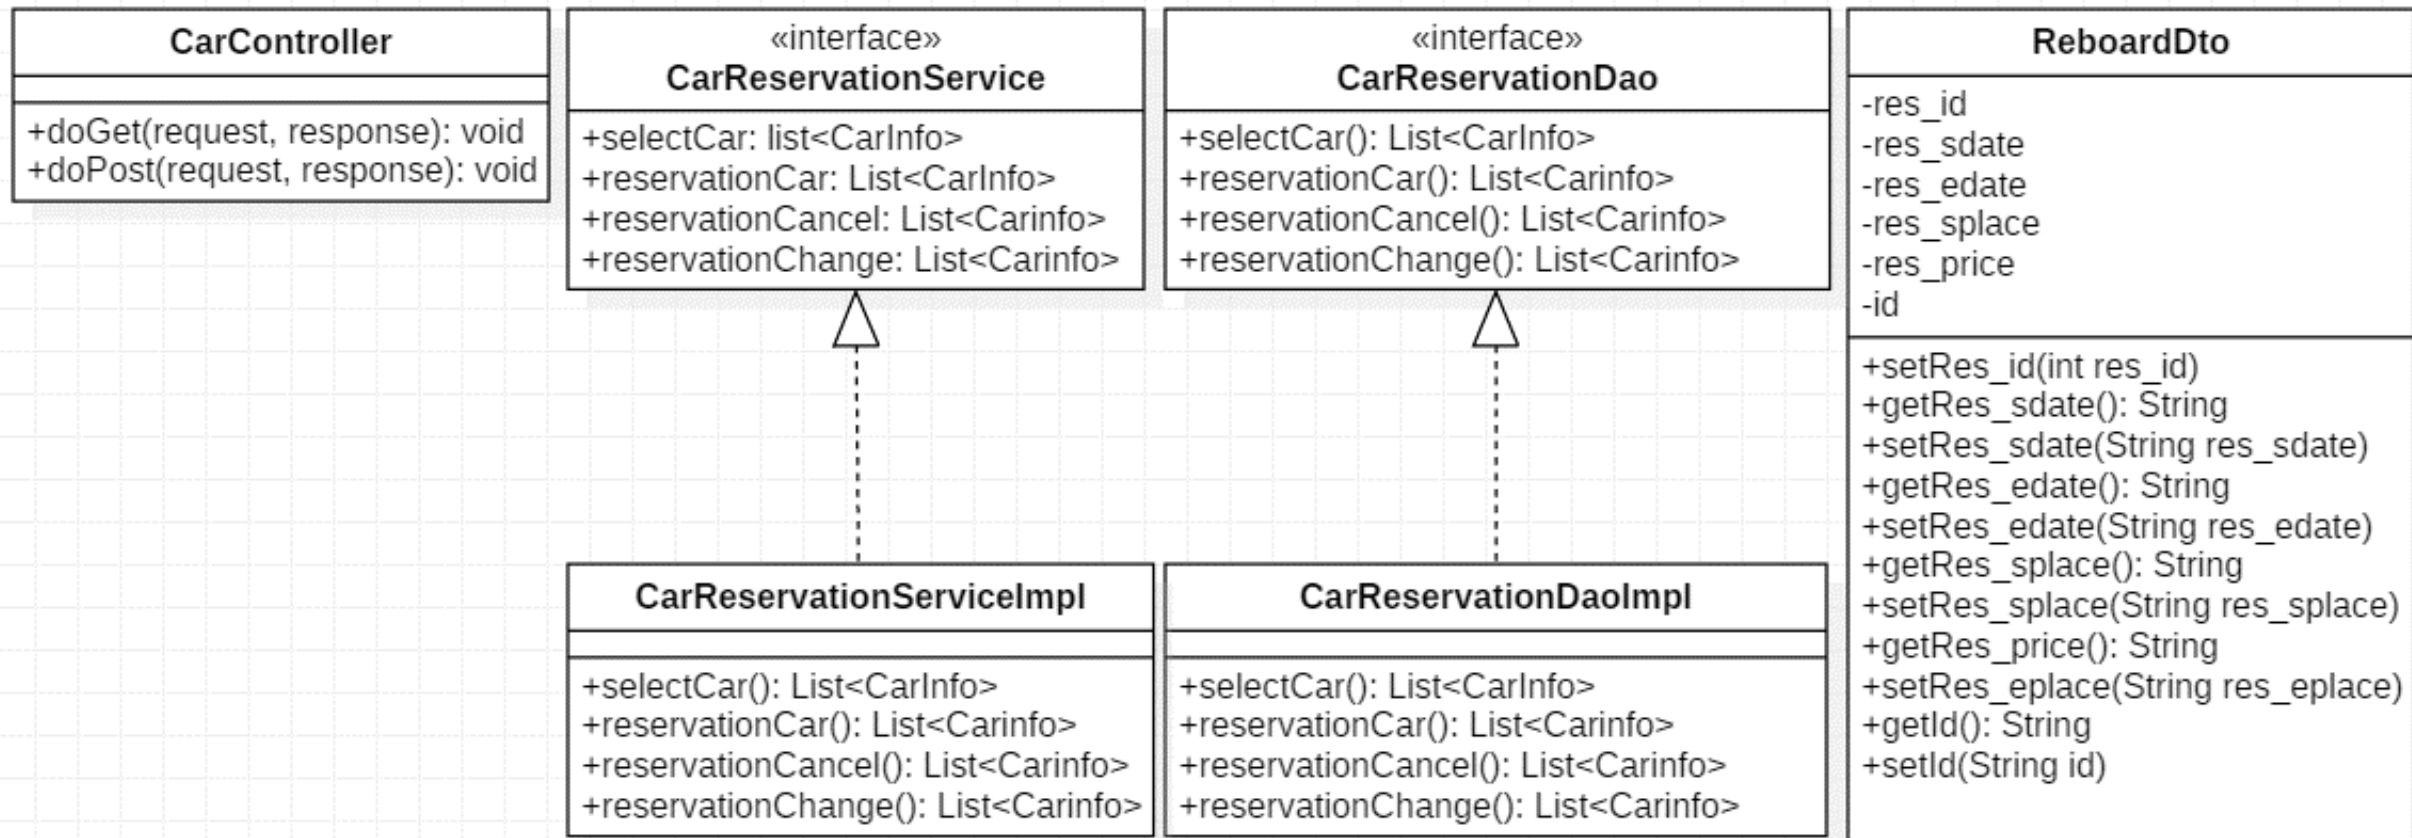 CarController
+doGet(request, response): void
+doPost(request, response): void
«interface»
CarReservationService
+selectCar: list<CarInfo>
+reservationCar: List<CarInfo>
+reservationCancel: List<Carinfo>
+reservationChange: List<Carinfo>
«interface»
CarReservationDao
+selectCar(): List<CarInfo>
+reservationCar(): List<Carinfo>
+reservationCancel(): List<Carinfo>
+reservationChange(): List<Carinfo>
ReboardDto
-res_id
-res_sdate
-res_edate
-res_splace
-res_price
-id
+setRes_id(int res_id)
+getRes_sdate(): String
+setRes_sdate(String res_sdate)
+getRes_edate(): String
+setRes_edate(String res_edate)
+getRes_splace(): String
+setRes_splace(String res_splace)
+getRes_price(): String
+setRes_eplace(String res_eplace)
+getId(): String
+setId(String id)
CarReservationServiceImpl
+selectCar(): List<CarInfo>
+reservationCar(): List<Carinfo>
+reservationCancel(): List<Carinfo>
+reservationChange(): List<Carinfo>
CarReservationDaoImpl
+selectCar(): List<CarInfo>
+reservationCar(): List<Carinfo>
+reservationCancel(): List<Carinfo>
+reservationChange(): List<Carinfo>